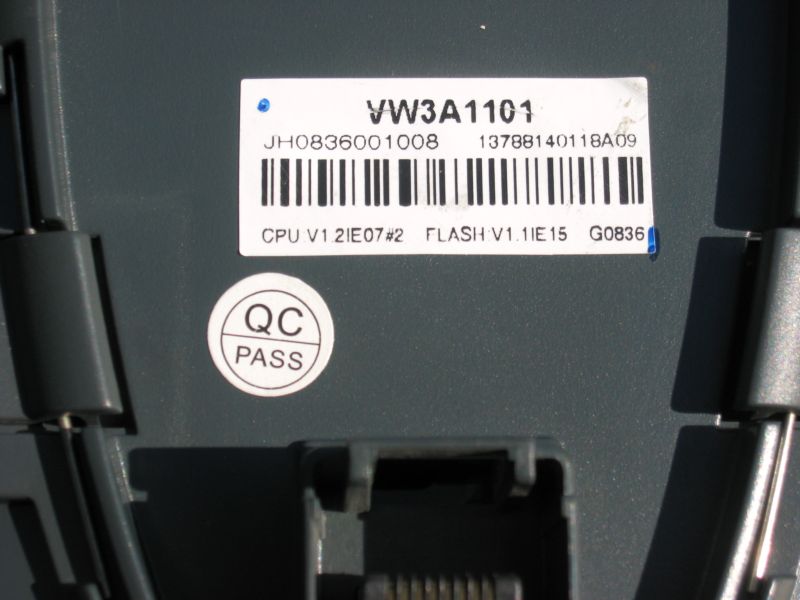 VW3A1101
JH0836001008 13788140118A09
CPU:V1.2IE07#2 FLASH:V1.1IE15 G0836
QC
PASS